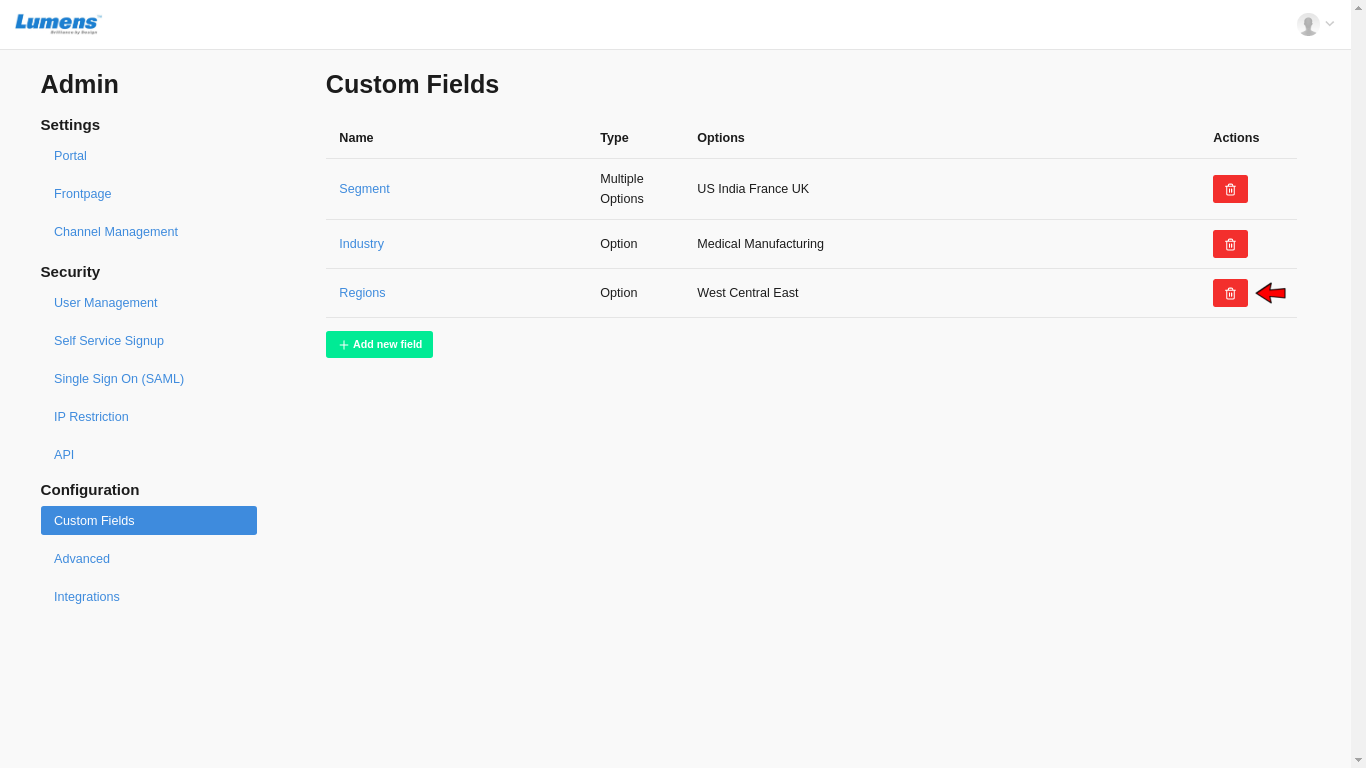 Lumens™
Brilliance by Design
Admin
Settings
Portal
Frontpage
Channel Management
Security
User Management
Self Service Signup
Single Sign On (SAML)
IP Restriction
API
Configuration
Custom Fields
Advanced
Integrations
Custom Fields
Name Type Options Actions
Segment Multiple Options US India France UK
Industry Option Medical Manufacturing
Regions Option West Central East
Add new field